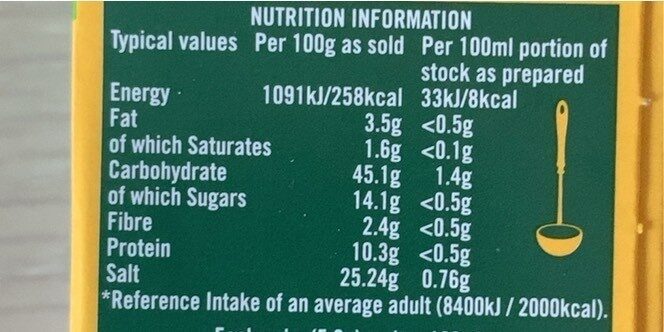 NUTRITION INFORMATION
Typical values Per 100g as sold Per 100ml portion of
stock as prepared
Energy 1091kJ/258kcal 33kJ/8kcal
Fat 3.5g <0.5g
of which Saturates 1.6g <0.1g
Carbohydrate 45.1g 1.4g
of which Sugars 14.1g <0.5g
Fibre 2.4g <0.5g
Protein 10.3g <0.5g
Salt 25.24g 0.76g
*Reference Intake of an average adult (8400kJ / 2000kcal).